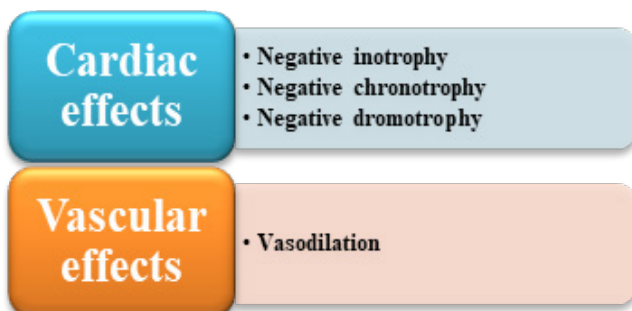 Cardiac
effects
• Negative inotrophy
• Negative chronotrophy
• Negative dromotrophy
Vascular
effects
• Vasodilation